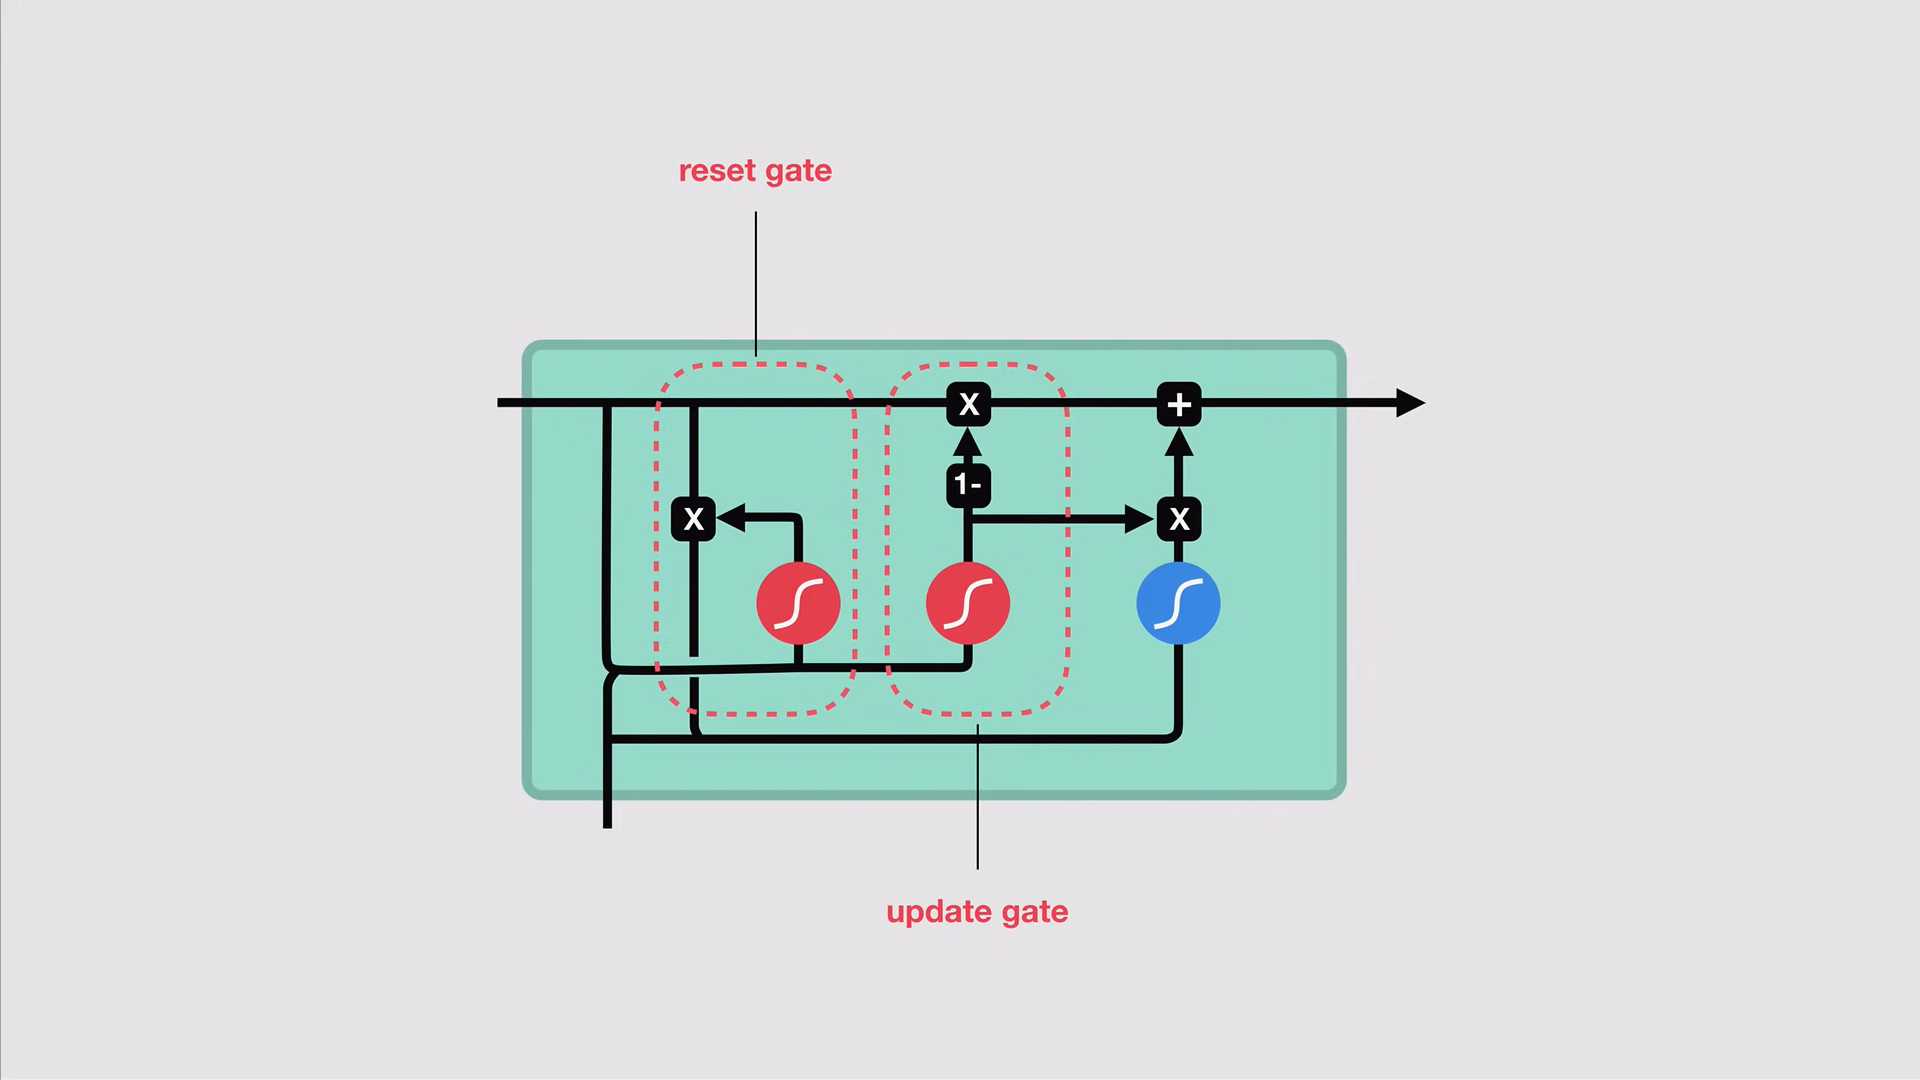 reset gate
X
+
1-
X
X
update gate